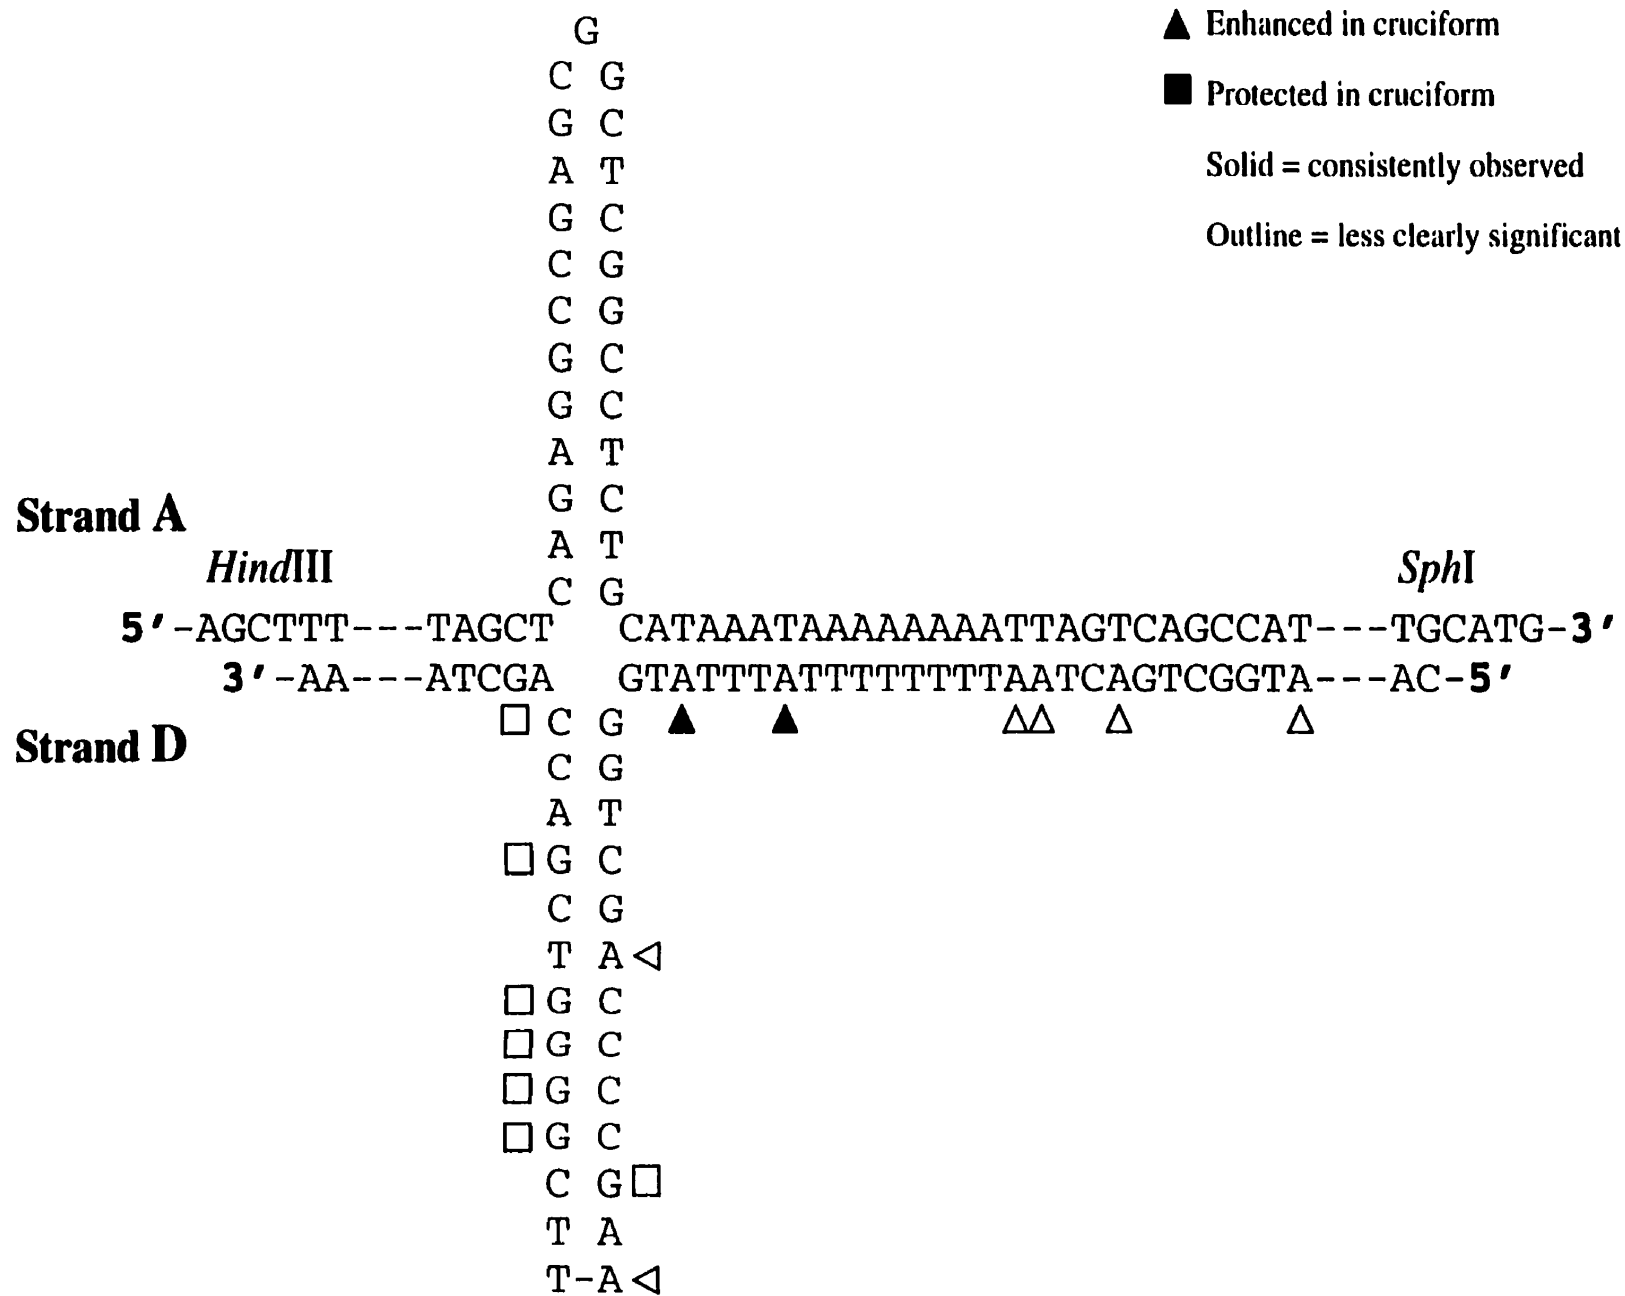 G
C G
G C
A T
G C
C G
C G
G C
G C
A T
G C
A T
C G
▲ Enhanced in cruciform
■ Protected in cruciform
Solid = consistently observed
Outline = less clearly significant
Strand A
HindIII
SphI
5'-AGCTTT---TAGCT CATAAATAAAAAAAATTAGTCAGCCAT---TGCATG-3'
3'-AA---ATCGA GTATTTATTTTTTTTAATCAGTCGGTA---AC-5'
Strand D
□ C G ▲ ▲ △△ △ △
C G
A T
□ G C
C G
T A ◁
□ G C
□ G C
□ G C
□ G C
C G □
T A
T-A ◁